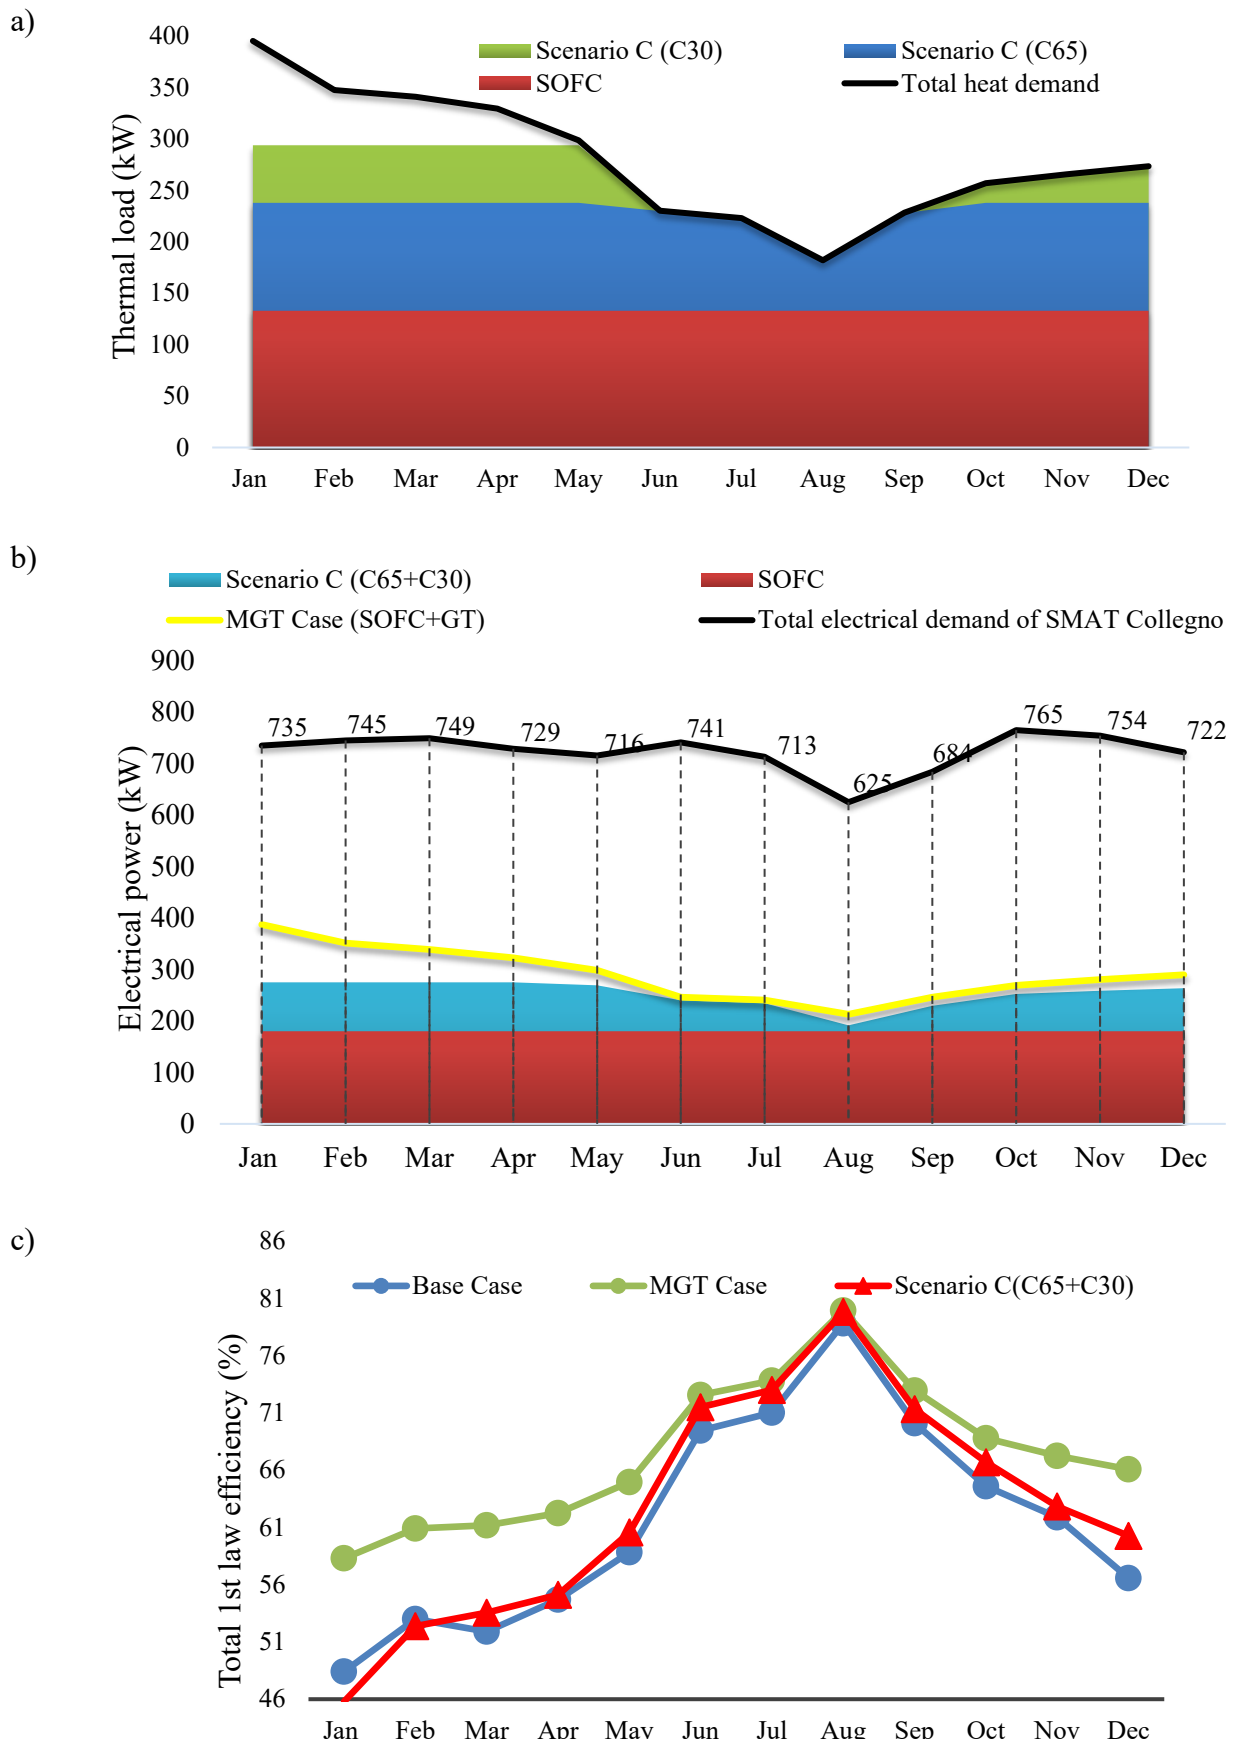 a)
400
350
300
250
200
150
100
50
0
Thermal load (kW)
Scenario C (C30)
Scenario C (C65)
SOFC
Total heat demand
Jan Feb Mar Apr May Jun Jul Aug Sep Oct Nov Dec
b)
Scenario C (C65+C30)
SOFC
MGT Case (SOFC+GT)
Total electrical demand of SMAT Collegno
900
800
700
600
500
400
300
200
100
0
Electrical power (kW)
735 745 749 729 716 741 713 625 684 765 754 722
Jan Feb Mar Apr May Jun Jul Aug Sep Oct Nov Dec
c)
86
81
76
71
66
61
56
51
46
Total 1st law efficiency (%)
Base Case
MGT Case
Scenario C(C65+C30)
Jan Feb Mar Apr May Jun Jul Aug Sep Oct Nov Dec